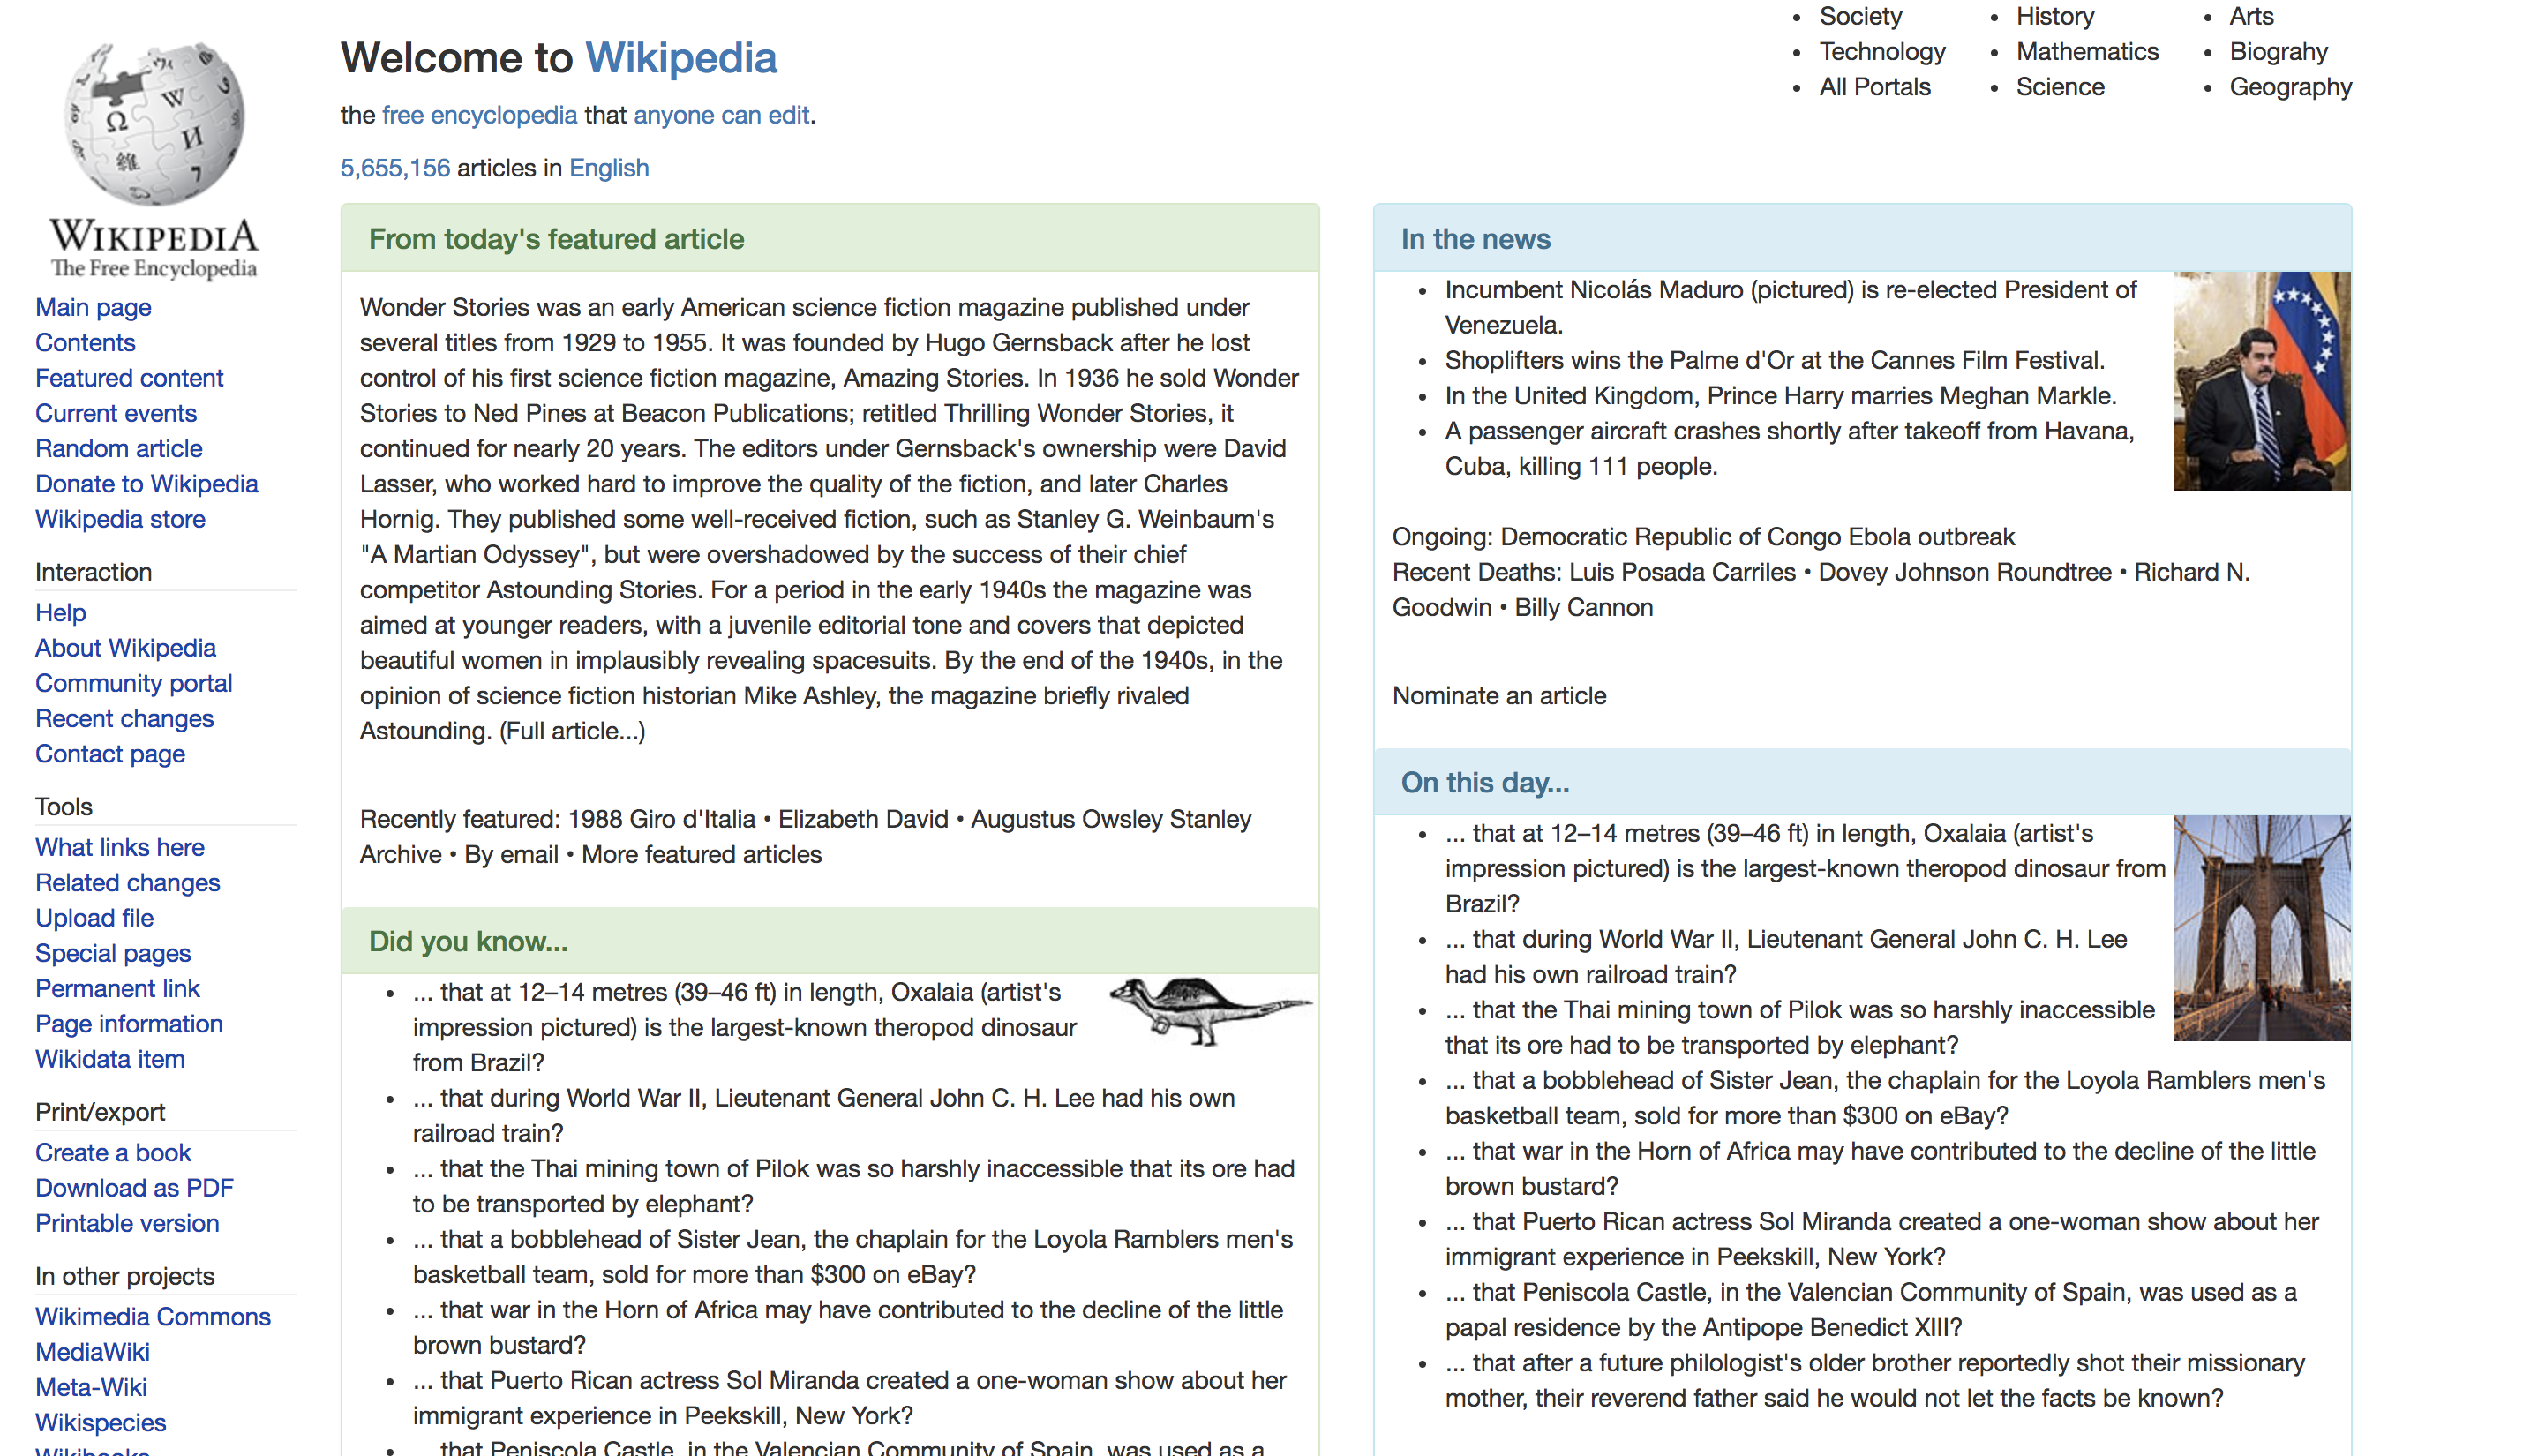 WIKIPEDIA
The Free Encyclopedia
Main page
Contents
Featured content
Current events
Random article
Donate to Wikipedia
Wikipedia store
Interaction
Help
About Wikipedia
Community portal
Recent changes
Contact page
Tools
What links here
Related changes
Upload file
Special pages
Permanent link
Page information
Wikidata item
Print/export
Create a book
Download as PDF
Printable version
In other projects
Wikimedia Commons
MediaWiki
Meta-Wiki
Wikispecies
Welcome to Wikipedia
the free encyclopedia that anyone can edit.
5,655,156 articles in English
• Society
• Technology
• All Portals
• History
• Mathematics
• Science
• Arts
• Biograhy
• Geography
From today's featured article
Wonder Stories was an early American science fiction magazine published under
several titles from 1929 to 1955. It was founded by Hugo Gernsback after he lost
control of his first science fiction magazine, Amazing Stories. In 1936 he sold Wonder
Stories to Ned Pines at Beacon Publications; retitled Thrilling Wonder Stories, it
continued for nearly 20 years. The editors under Gernsback's ownership were David
Lasser, who worked hard to improve the quality of the fiction, and later Charles
Hornig. They published some well-received fiction, such as Stanley G. Weinbaum's
"A Martian Odyssey", but were overshadowed by the success of their chief
competitor Astounding Stories. For a period in the early 1940s the magazine was
aimed at younger readers, with a juvenile editorial tone and covers that depicted
beautiful women in implausibly revealing spacesuits. By the end of the 1940s, in the
opinion of science fiction historian Mike Ashley, the magazine briefly rivaled
Astounding. (Full article...)
Recently featured: 1988 Giro d'Italia • Elizabeth David • Augustus Owsley Stanley
Archive • By email • More featured articles
Did you know...
• ... that at 12–14 metres (39–46 ft) in length, Oxalaia (artist's
impression pictured) is the largest-known theropod dinosaur
from Brazil?
• ... that during World War II, Lieutenant General John C. H. Lee had his own
railroad train?
• ... that the Thai mining town of Pilok was so harshly inaccessible that its ore had
to be transported by elephant?
• ... that a bobblehead of Sister Jean, the chaplain for the Loyola Ramblers men's
basketball team, sold for more than $300 on eBay?
• ... that war in the Horn of Africa may have contributed to the decline of the little
brown bustard?
• ... that Puerto Rican actress Sol Miranda created a one-woman show about her
immigrant experience in Peekskill, New York?
• ... that Peniscola Castle, in the Valencian Community of Spain, was used as a
In the news
• Incumbent Nicolás Maduro (pictured) is re-elected President of
Venezuela.
• Shoplifters wins the Palme d'Or at the Cannes Film Festival.
• In the United Kingdom, Prince Harry marries Meghan Markle.
• A passenger aircraft crashes shortly after takeoff from Havana,
Cuba, killing 111 people.
Ongoing: Democratic Republic of Congo Ebola outbreak
Recent Deaths: Luis Posada Carriles • Dovey Johnson Roundtree • Richard N.
Goodwin • Billy Cannon
Nominate an article
On this day...
• ... that at 12–14 metres (39–46 ft) in length, Oxalaia (artist's
impression pictured) is the largest-known theropod dinosaur from
Brazil?
• ... that during World War II, Lieutenant General John C. H. Lee
had his own railroad train?
• ... that the Thai mining town of Pilok was so harshly inaccessible
that its ore had to be transported by elephant?
• ... that a bobblehead of Sister Jean, the chaplain for the Loyola Ramblers men's
basketball team, sold for more than $300 on eBay?
• ... that war in the Horn of Africa may have contributed to the decline of the little
brown bustard?
• ... that Puerto Rican actress Sol Miranda created a one-woman show about her
immigrant experience in Peekskill, New York?
• ... that Peniscola Castle, in the Valencian Community of Spain, was used as a
papal residence by the Antipope Benedict XIII?
• ... that after a future philologist's older brother reportedly shot their missionary
mother, their reverend father said he would not let the facts be known?